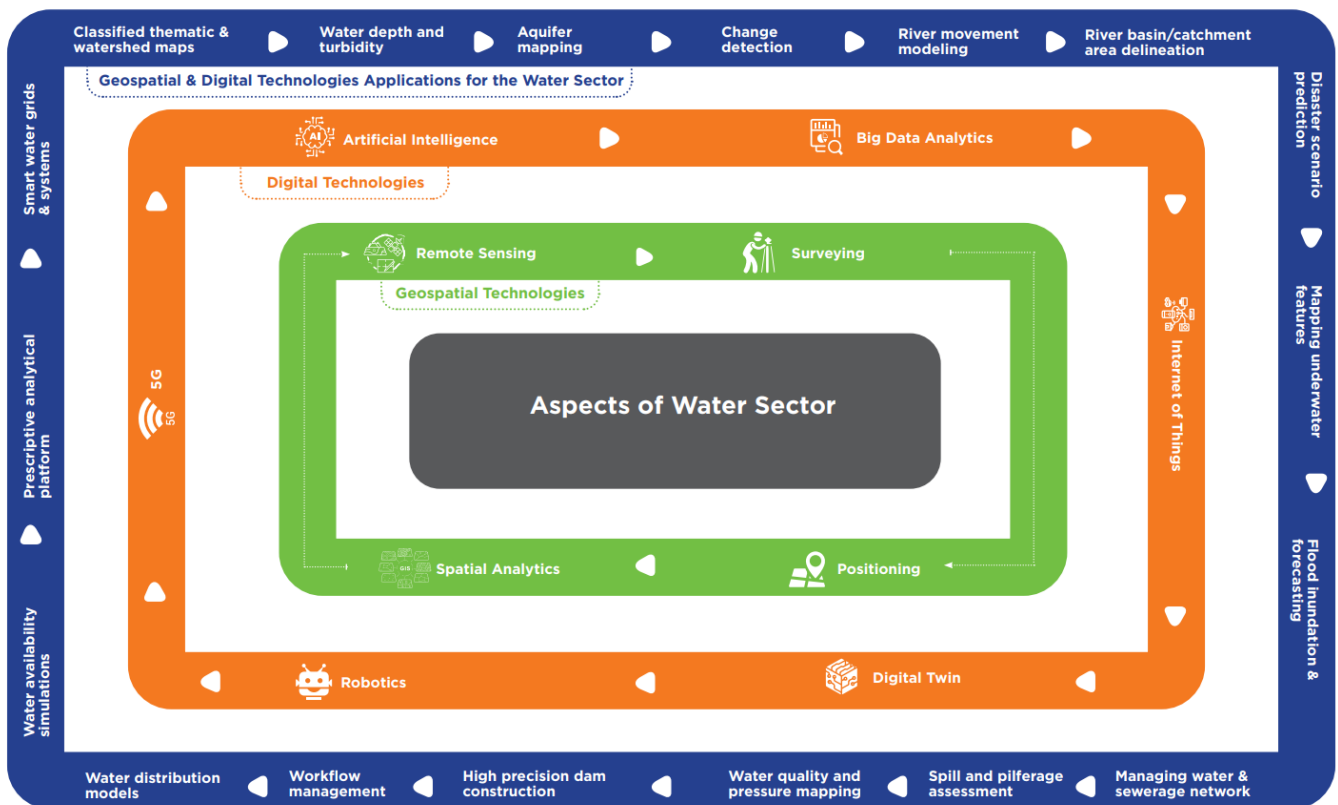 Classified thematic &
watershed maps
Water depth and
turbidity
Aquifer
mapping
Change
detection
River movement
modeling
River basin/catchment
area delineation
Geospatial & Digital Technologies Applications for the Water Sector
Disaster scenario
prediction
Mapping underwater
features
Flood inundation &
forecasting
Managing water &
sewerage network
Spill and pilferage
assessment
Water quality and
pressure mapping
High precision dam
construction
Workflow
management
Water distribution
models
Water availability
simulations
Prescriptive analytical
platform
Smart water grids
& systems
AI
Artificial Intelligence
Big Data Analytics
Digital Technologies
Internet of Things
Digital Twin
Robotics
5G
5G
Remote Sensing
Surveying
Geospatial Technologies
Positioning
GIS
Spatial Analytics
Aspects of Water Sector